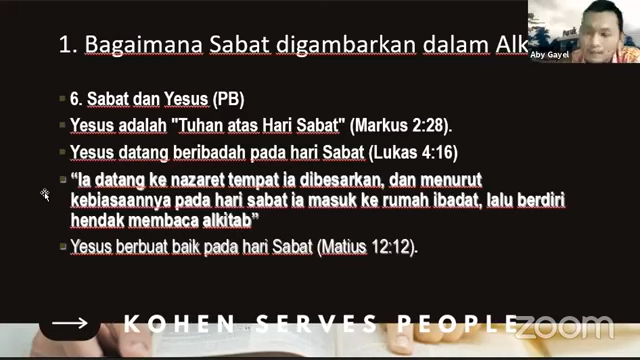 1. Bagaimana Sabat digambarkan dalam Alk
Aby Gayel
6. Sabat dan Yesus (PB)
Yesus adalah "Tuhan atas Hari Sabat" (Markus 2:28).
Yesus datang beribadah pada hari Sabat (Lukas 4:16)
“Ia datang ke nazaret tempat ia dibesarkan, dan menurut
kebiasaannya pada hari sabat ia masuk ke rumah ibadat, lalu berdiri
hendak membaca alkitab”
Yesus berbuat baik pada hari Sabat (Matius 12:12).
KOHEN SERVES PEOPLE
zoom